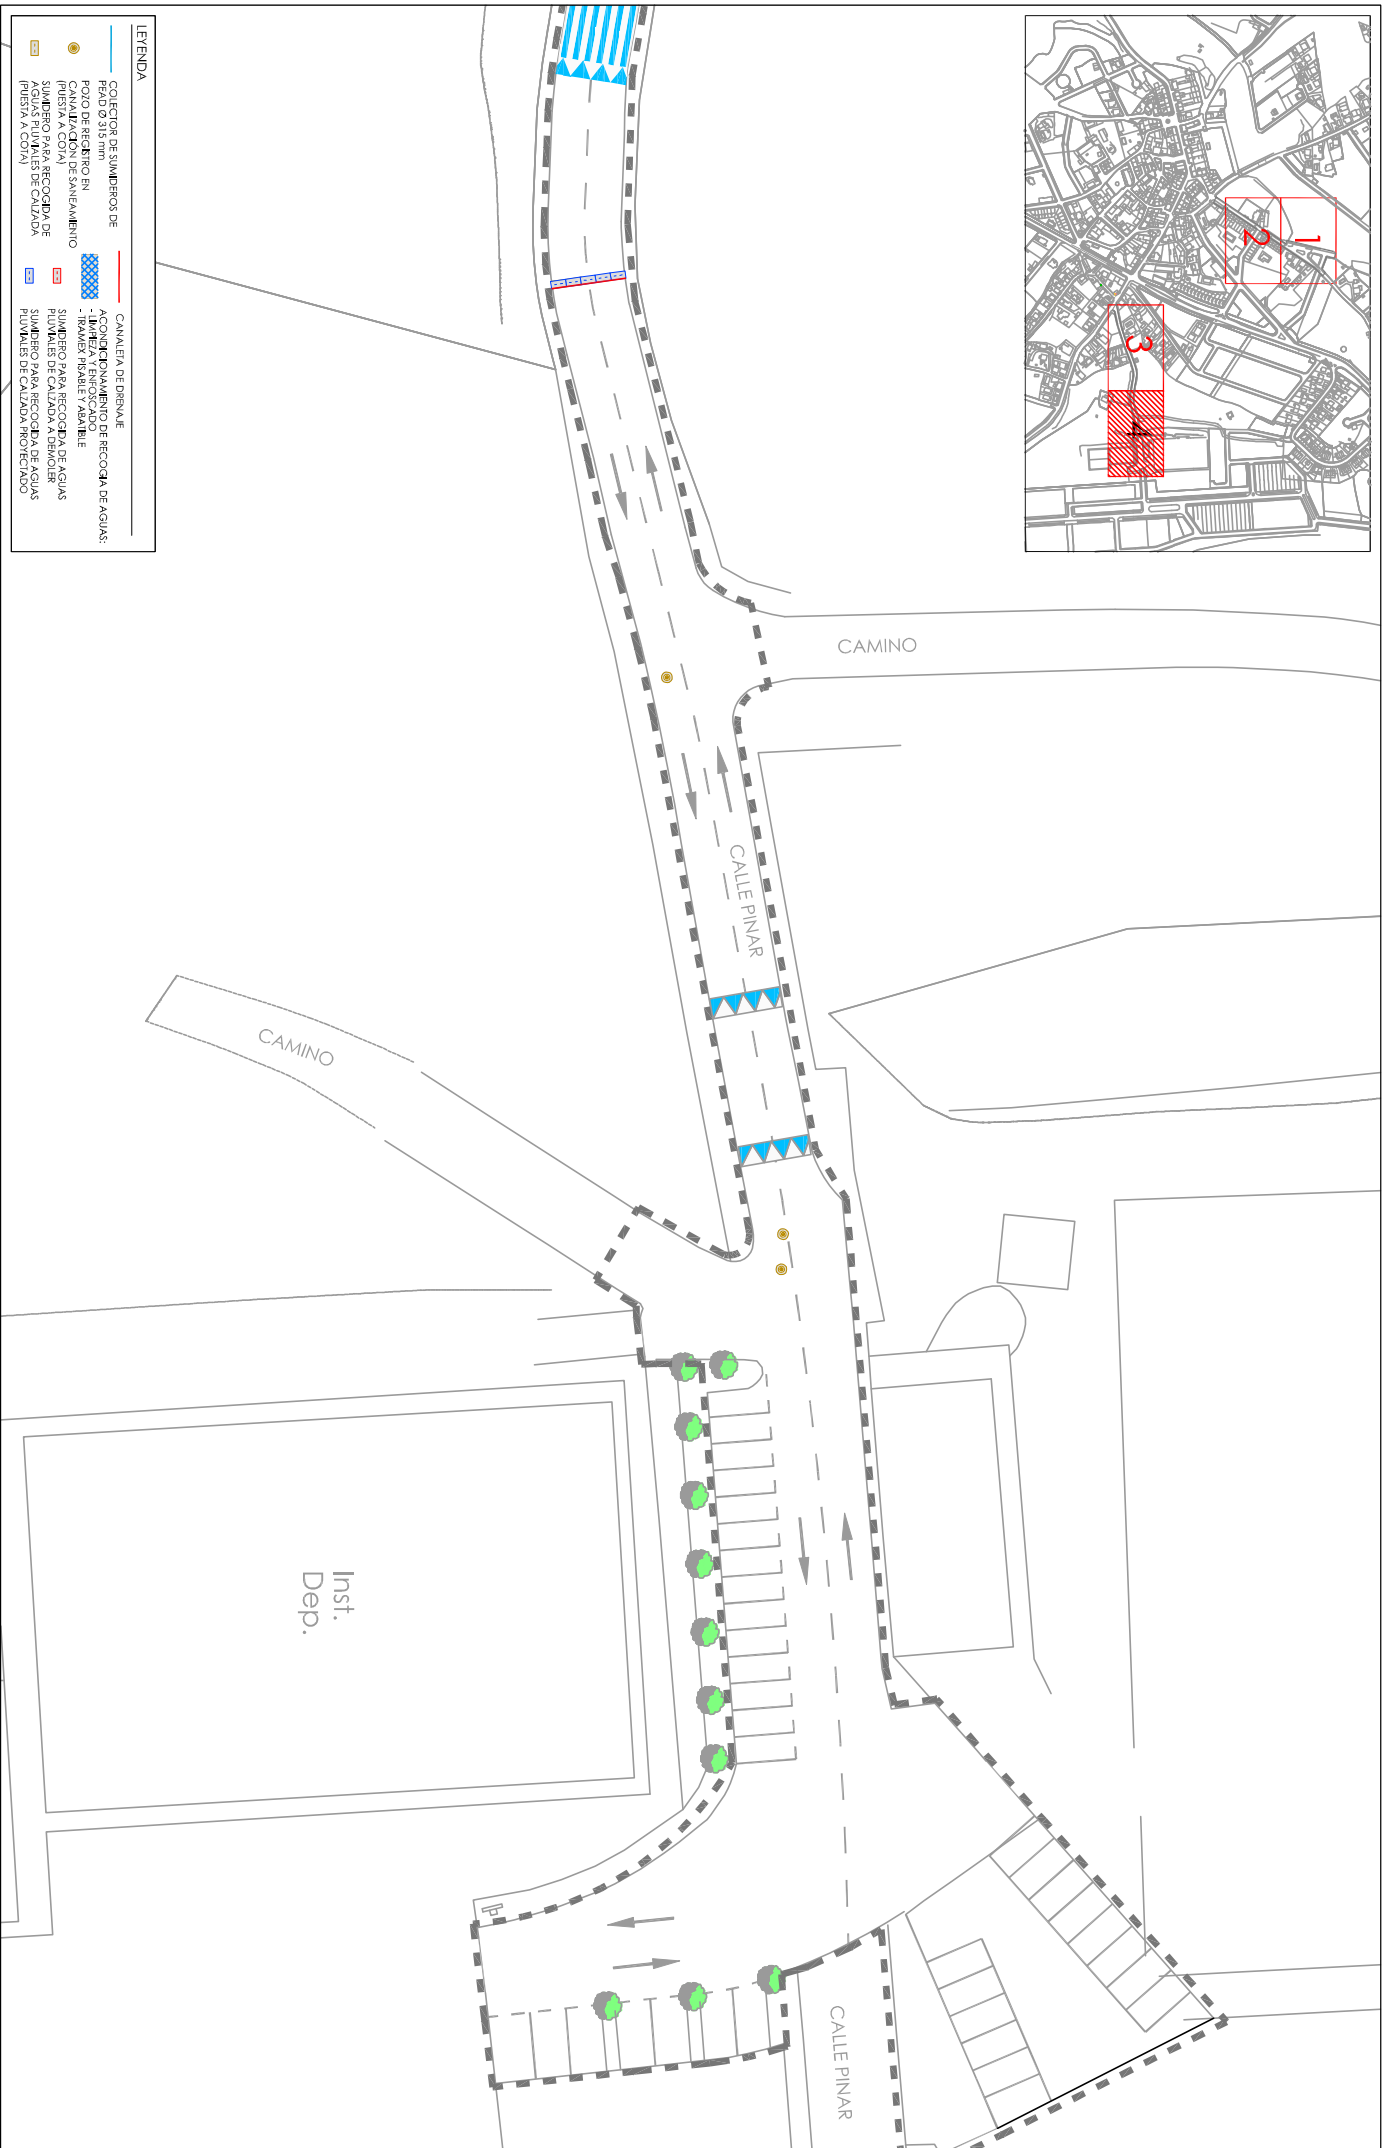 LEYENDA
COLECTOR DE SUMIDEROS DE
PEAD Ø 315 mm
POZO DE REGISTRO EN
CANALIZACIÓN DE SANEAMIENTO
(PUESTA A COTA)
SUMIDERO PARA RECOGIDA DE
AGUAS PLUVIALES DE CALZADA
(PUESTA A COTA)
CANALETA DE DRENAJE
ACONDICIONAMIENTO DE RECOGIA DE AGUAS:
- LIMPIEZA Y ENFOSCADO
- TRAMEX PISABLE Y ABATIBLE
SUMIDERO PARA RECOGIDA DE AGUAS
PLUVIALES DE CALZADA A DEMOLER
SUMIDERO PARA RECOGIDA DE AGUAS
PLUVIALES DE CALZADA PROYECTADO
1
2
3
4
CAMINO
CALLE PINAR
CAMINO
Inst.
Dep.
CALLE PINAR